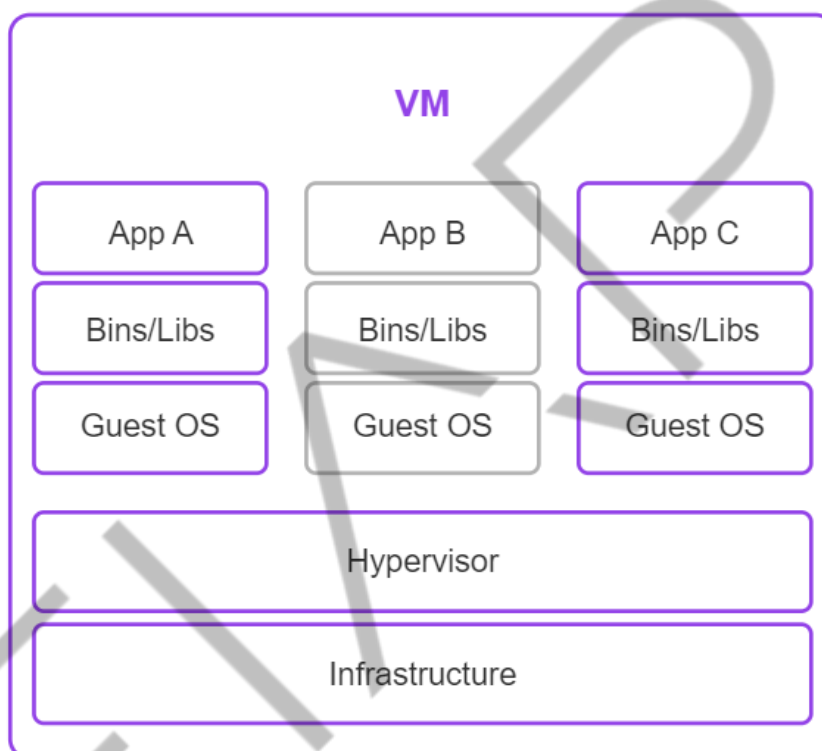 VM
App A
App B
App C
Bins/Libs
Bins/Libs
Bins/Libs
Guest OS
Guest OS
Guest OS
Hypervisor
Infrastructure